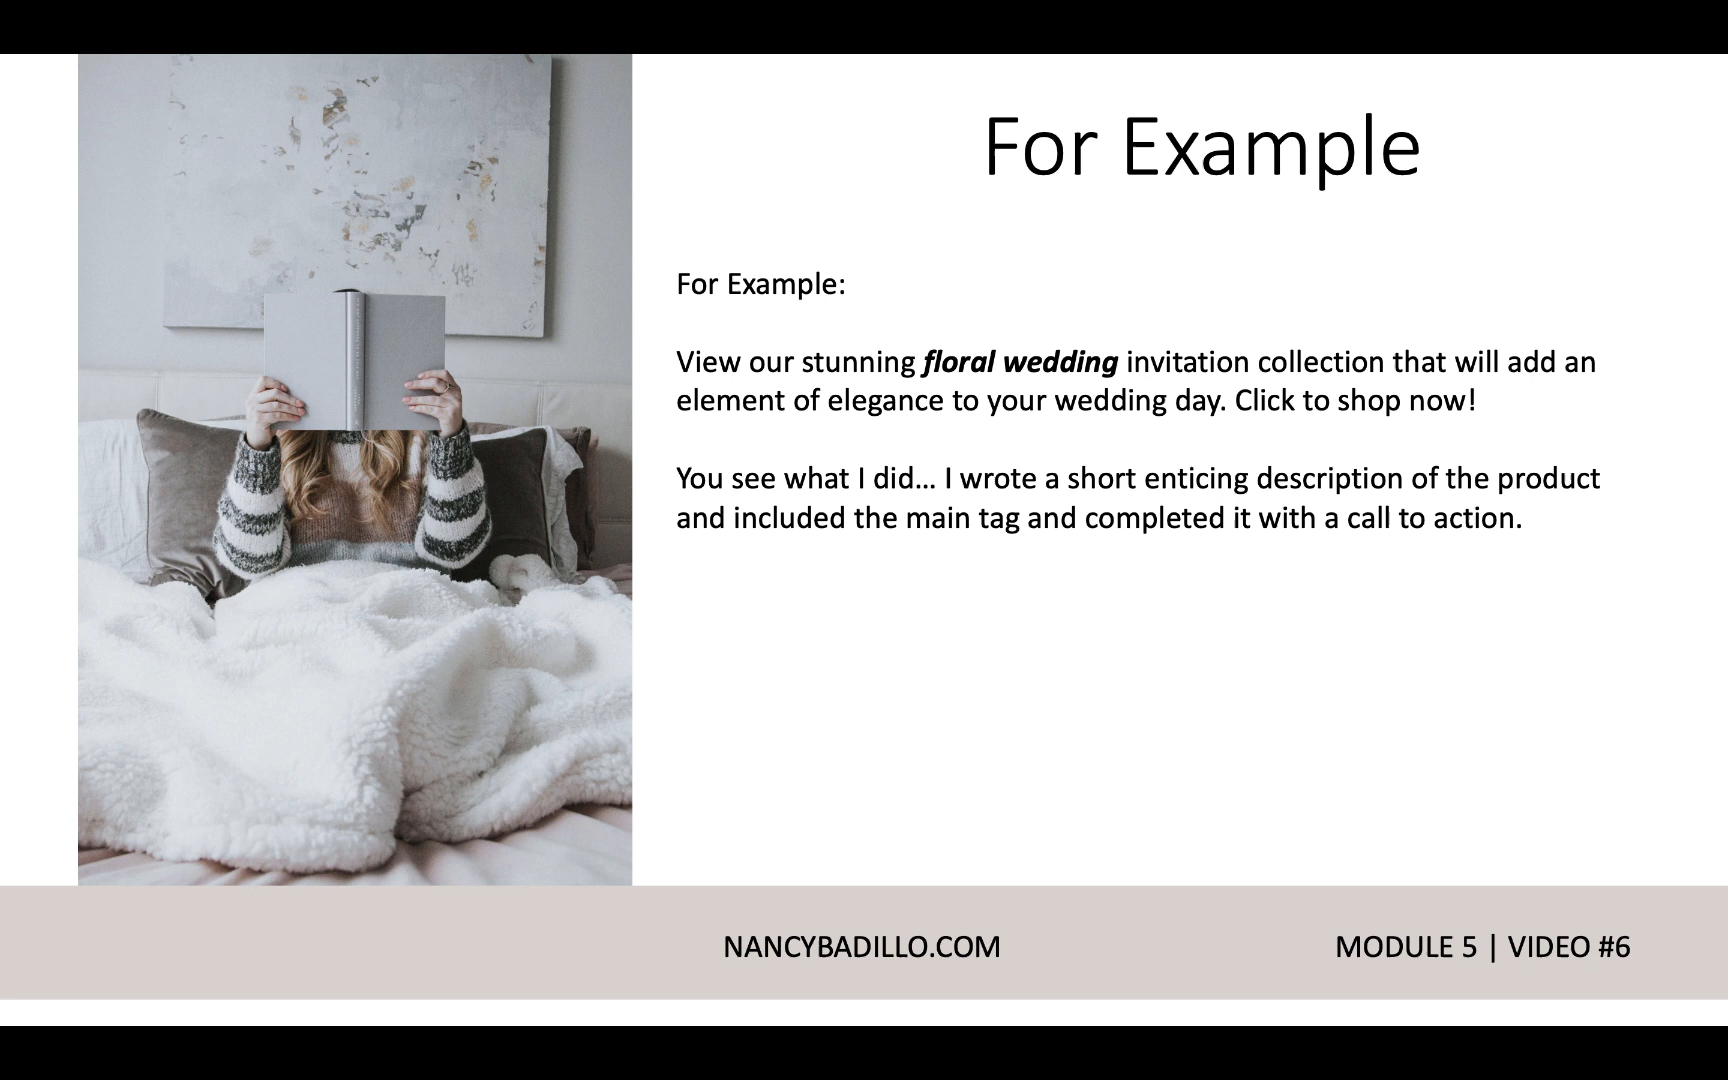 For Example
For Example:
View our stunning floral wedding invitation collection that will add an
element of elegance to your wedding day. Click to shop now!
You see what I did... I wrote a short enticing description of the product
and included the main tag and completed it with a call to action.
NANCYBADILLO.COM
MODULE 5 | VIDEO #6